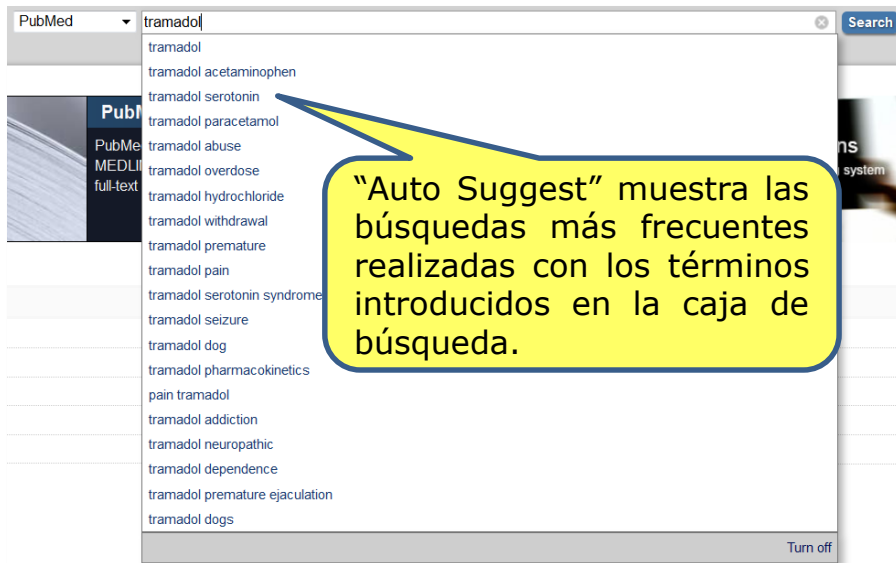 PubMed tramadol Search
tramadol
tramadol acetaminophen
tramadol serotonin
tramadol paracetamol
tramadol abuse
tramadol overdose
tramadol hydrochloride
tramadol withdrawal
tramadol premature
tramadol pain
tramadol serotonin syndrome
tramadol seizure
tramadol dog
tramadol pharmacokinetics
pain tramadol
tramadol addiction
tramadol neuropathic
tramadol dependence
tramadol premature ejaculation
tramadol dogs
Turn off
“Auto Suggest” muestra las
búsquedas más frecuentes
realizadas con los términos
introducidos en la caja de
búsqueda.
full-text
system